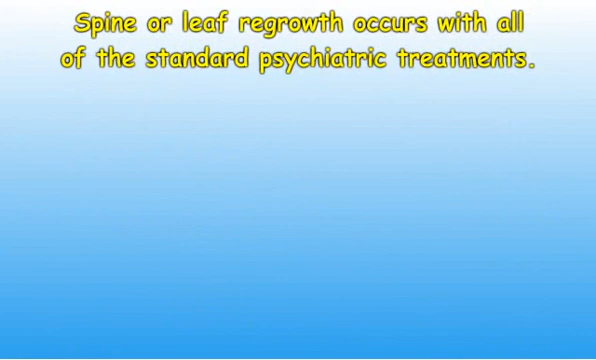 Spine or leaf regrowth occurs with all
of the standard psychiatric treatments.